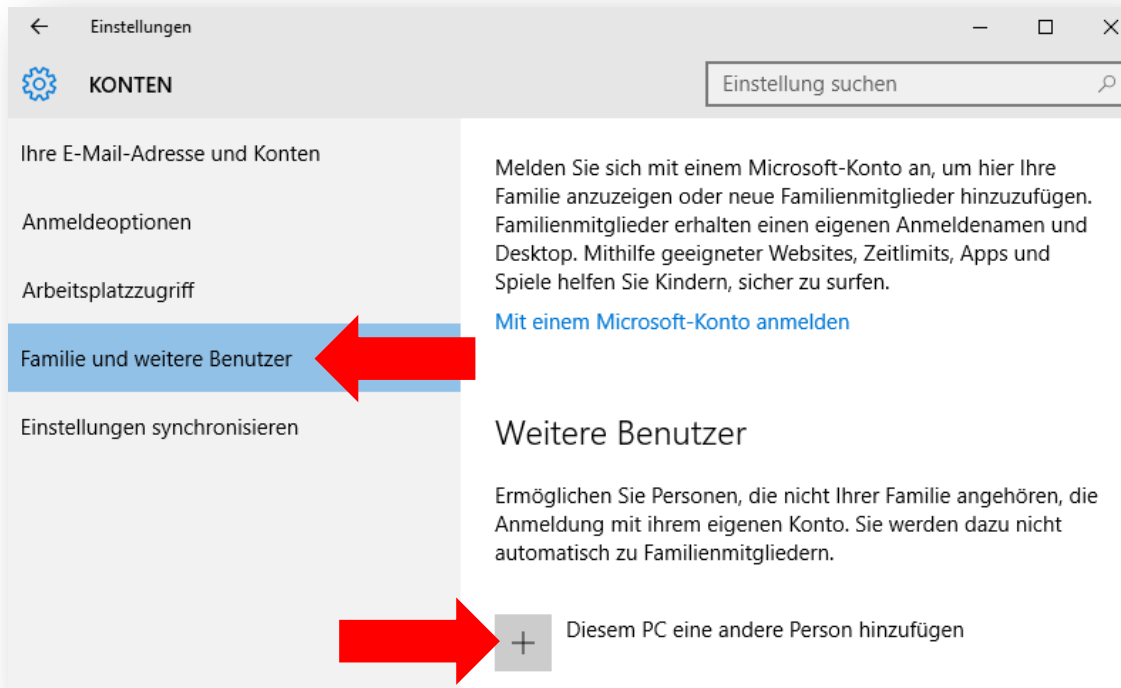 Einstellungen
KONTEN
Einstellung suchen
Ihre E-Mail-Adresse und Konten
Anmeldeoptionen
Arbeitsplatzzugriff
Familie und weitere Benutzer
Einstellungen synchronisieren
Melden Sie sich mit einem Microsoft-Konto an, um hier Ihre
Familie anzuzeigen oder neue Familienmitglieder hinzuzufügen.
Familienmitglieder erhalten einen eigenen Anmeldenamen und
Desktop. Mithilfe geeigneter Websites, Zeitlimits, Apps und
Spiele helfen Sie Kindern, sicher zu surfen.
Mit einem Microsoft-Konto anmelden
Weitere Benutzer
Ermöglichen Sie Personen, die nicht Ihrer Familie angehören, die
Anmeldung mit ihrem eigenen Konto. Sie werden dazu nicht
automatisch zu Familienmitgliedern.
Diesem PC eine andere Person hinzufügen